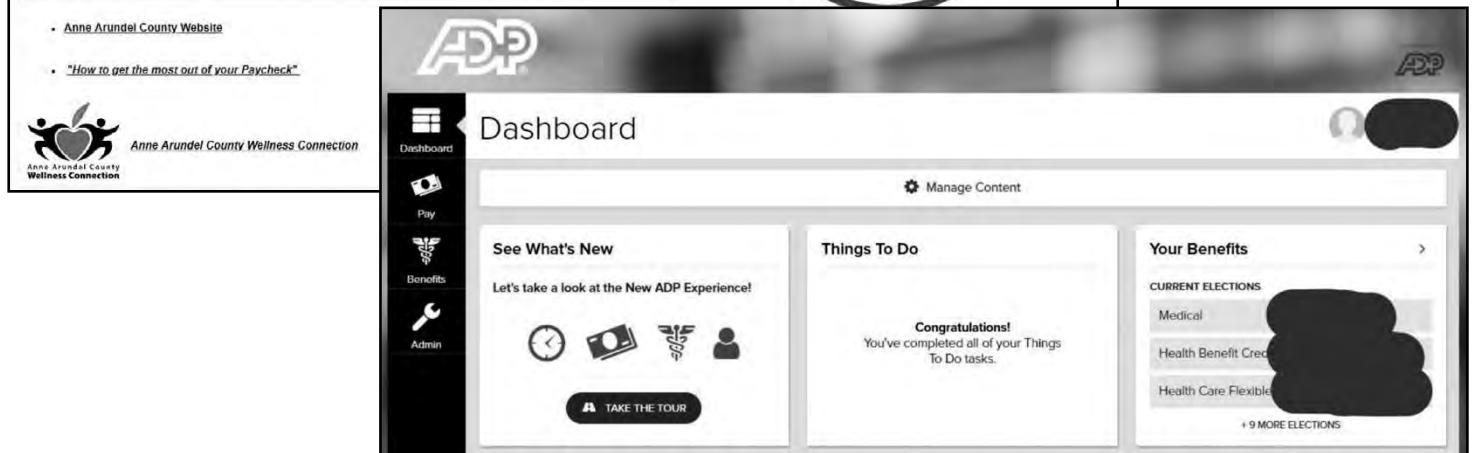 Anne Arundel County Website
"How to get the most out of your Paycheck"
Anne Arundel County Wellness Connection
Anne Arundel County
Wellness Connection
ADP
ADP
Dashboard
Dashboard
Manage Content
Pay
Benefits
Admin
See What's New
Let's take a look at the New ADP Experience!
TAKE THE TOUR
Things To Do
Congratulations!
You've completed all of your Things
To Do tasks.
Your Benefits
CURRENT ELECTIONS
Medical
Health Benefit
Health Care Flexible
+ 9 MORE ELECTIONS